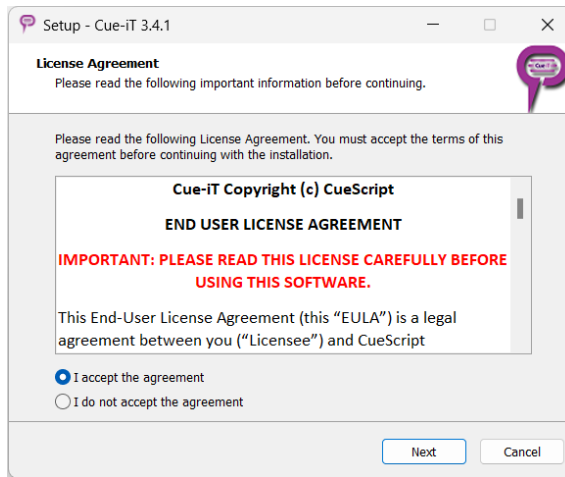 Setup - Cue-iT 3.4.1
License Agreement
Please read the following important information before continuing.
Cue-iT
Please read the following License Agreement. You must accept the terms of this
agreement before continuing with the installation.
Cue-iT Copyright (c) CueScript
END USER LICENSE AGREEMENT
IMPORTANT: PLEASE READ THIS LICENSE CAREFULLY BEFORE
USING THIS SOFTWARE.
This End-User License Agreement (this “EULA”) is a legal
agreement between you (“Licensee”) and CueScript
I accept the agreement
I do not accept the agreement
Next
Cancel